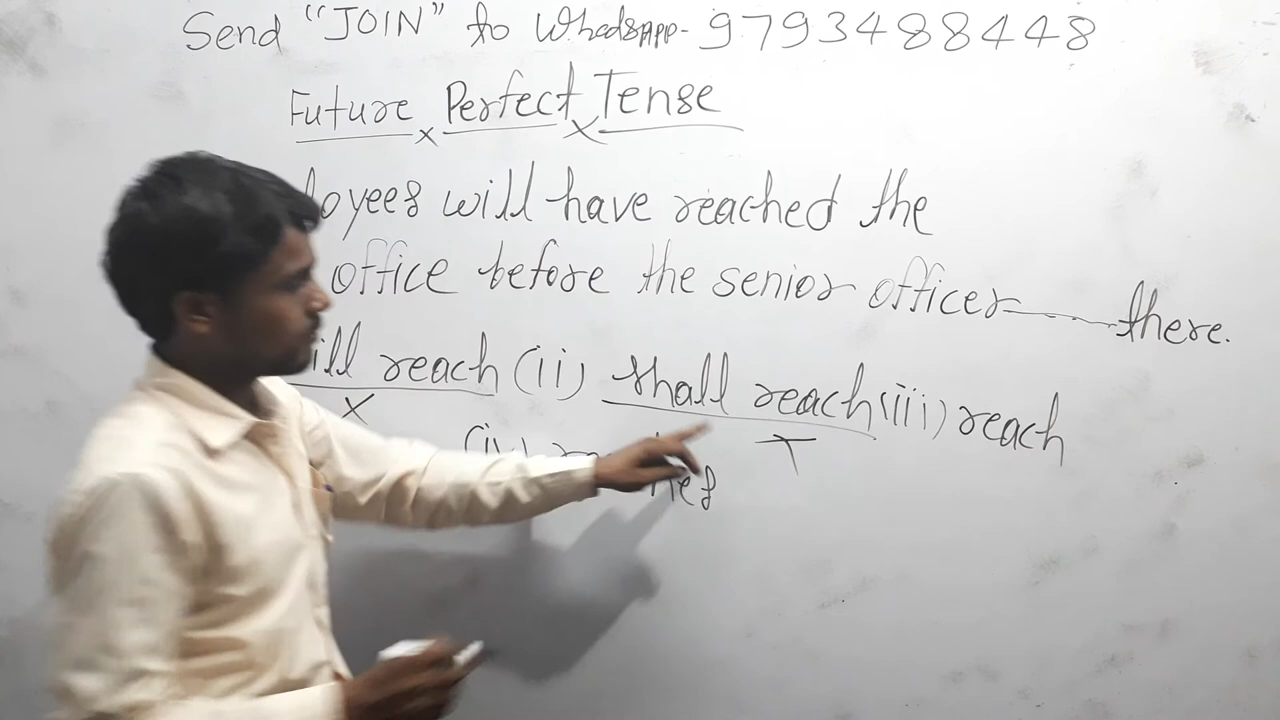 Send "JOIN" to WhatsAPP- 9793488448
Future Perfect Tense
loyees will have reached the
office before the senior officer there.
ill reach (ii) shall reach (iii) reach
(iv)